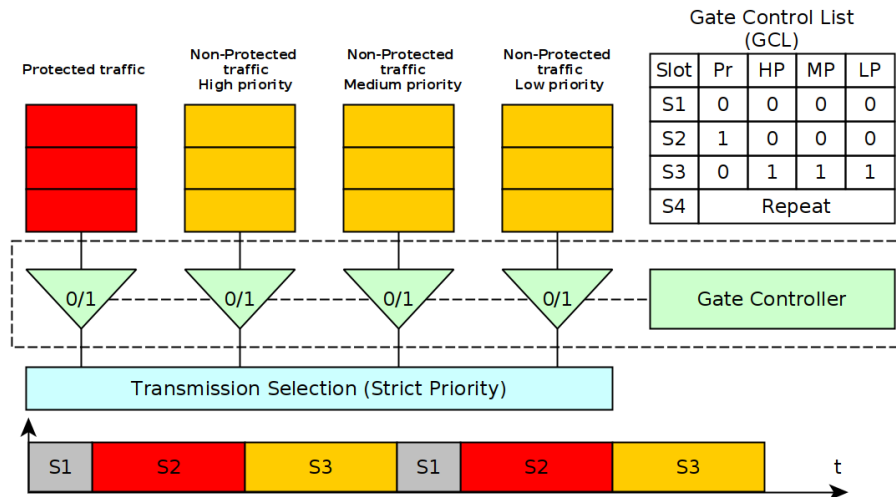 Gate Control List
(GCL)
Protected traffic
Non-Protected
traffic
High priority
Non-Protected
traffic
Medium priority
Non-Protected
traffic
Low priority
Slot Pr HP MP LP
S1 0 0 0 0
S2 1 0 0 0
S3 0 1 1 1
S4 Repeat
0/1 0/1 0/1 0/1 Gate Controller
Transmission Selection (Strict Priority)
S1 S2 S3 S1 S2 S3 t